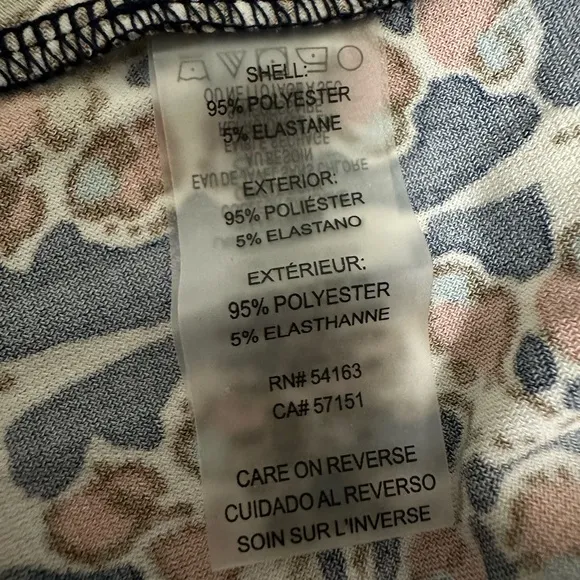 SHELL:
95% POLYESTER
5% ELASTANE
EXTERIOR:
95% POLIÉSTER
5% ELASTANO
EXTÉRIEUR:
95% POLYESTER
5% ELASTHANNE
RN# 54163
CA# 57151
CARE ON REVERSE
CUIDADO AL REVERSO
SOIN SUR L'INVERSE